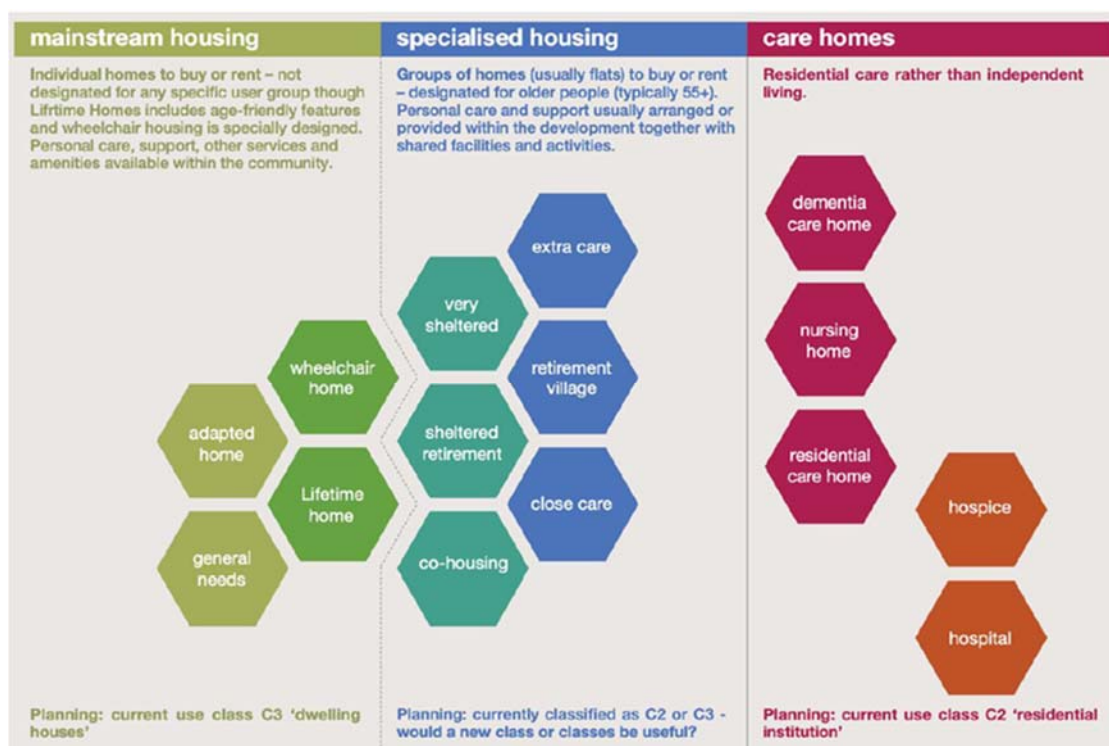 mainstream housing
Individual homes to buy or rent – not
designated for any specific user group though
Lifrtime Homes includes age-friendly features
and wheelchair housing is specially designed.
Personal care, support, other services and
amenities available within the community.
adapted
home
general
needs
wheelchair
home
Lifetime
home
Planning: current use class C3 ‘dwelling
houses’
specialised housing
Groups of homes (usually flats) to buy or rent
– designated for older people (typically 55+).
Personal care and support usually arranged or
provided within the development together with
shared facilities and activities.
very
sheltered
sheltered
retirement
co-housing
extra care
retirement
village
close care
Planning: currently classified as C2 or C3 -
would a new class or classes be useful?
care homes
Residential care rather than independent
living.
dementia
care home
nursing
home
residential
care home
hospice
hospital
Planning: current use class C2 ‘residential
institution’